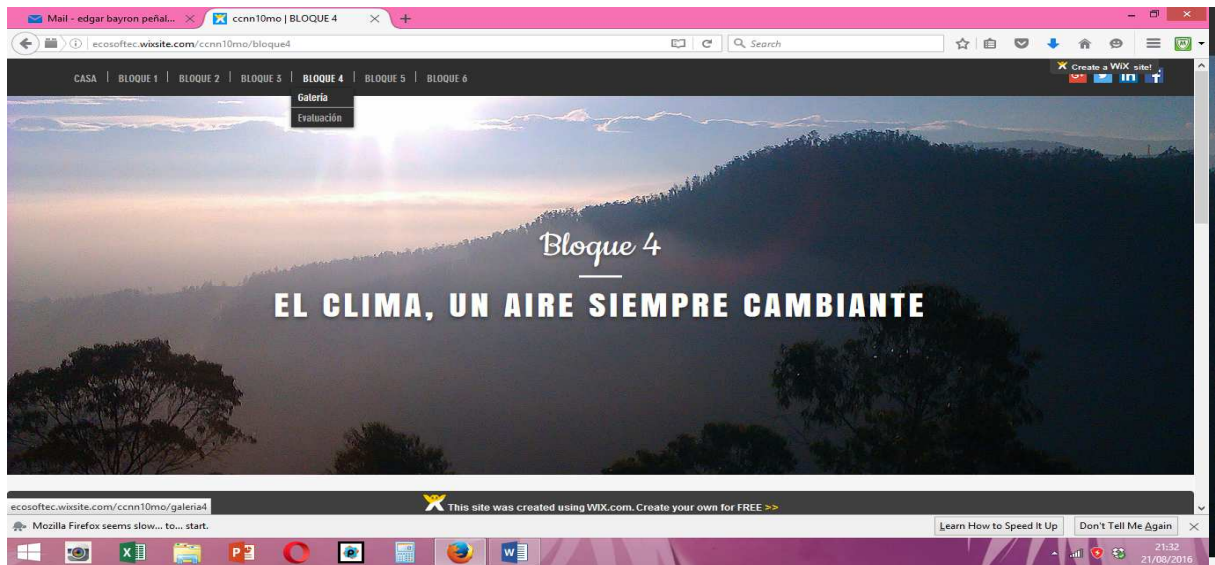 Mail - edgar bayron peñal...
ccnn10mo | BLOQUE 4
ecosoftec.wixsite.com/ccnn10mo/bloque4
Search
Create a WiX site!
CASA | BLOQUE 1 | BLOQUE 2 | BLOQUE 3 | BLOQUE 4 | BLOQUE 5 | BLOQUE 6
Galería
Evaluación
Bloque 4
EL CLIMA, UN AIRE SIEMPRE CAMBIANTE
ecosoftec.wixsite.com/ccnn10mo/galeria4
This site was created using WIX.com. Create your own for FREE >>
Mozilla Firefox seems slow... to... start.
Learn How to Speed It Up
Don't Tell Me Again
21:32
21/08/2016